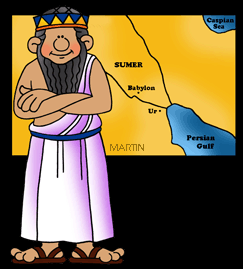 Caspian
Sea
SUMER
Babylon
Ur
Persian
Gulf
MARTIN